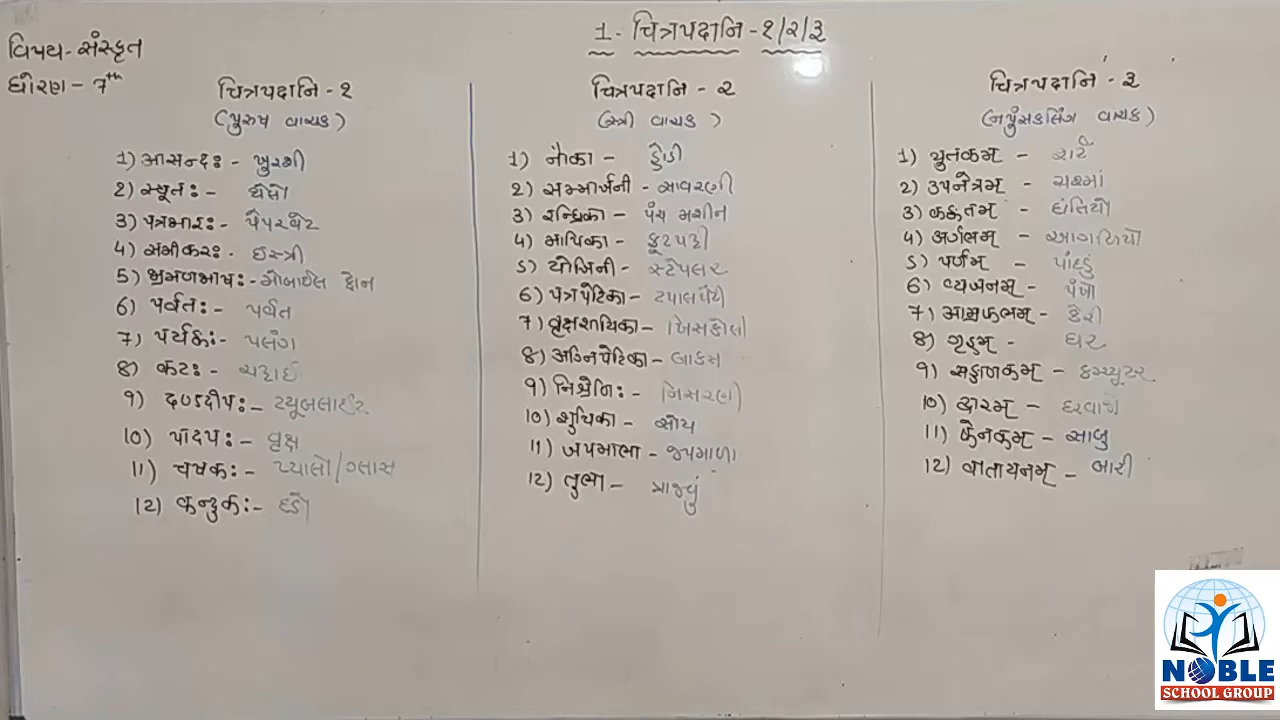 1. चित्रपदानि - १/२/३
વિષય - સંસ્કૃત
ધોરણ - 7th
चित्रपदानि - १
(પુરુષ વાચક)
1) आसन्दः - ખુરશી
2) स्यूतः - થેલો
3) पत्रभारः - પેપરવેટ
4) समीकरः - ઇસ્ત્રી
5) भ्रमणभाषः - મોબાઈલ ફોન
6) पर्वतः - પર્વત
7) पर्यङ्कः - પલંગ
8) कटः - ચટ્ટાઈ
9) दण्डदीपः - ટ્યૂબલાઈટ
10) पादपः - વૃક્ષ
11) चषकः - પ્યાલો/ગ્લાસ
12) कन्दुकः - દડો
चित्रपदानि - २
(સ્ત્રી વાચક)
1) नौका - હોડી
2) सम्मार्जनी - સાવરણી
3) रन्ध्रिका - પંચ મશીન
4) मापिका - ફૂટપટ્ટી
5) योजिनी - સ્ટેપલર
6) पत्रपेटिका - ટપાલપેટી
7) वृक्षशायिका - ખિસકોલી
8) अग्निपेटिका - બાકસ
9) निश्रेणिः - નિસરણી
10) शुचिका - સોય
11) जपमाला - જપમાળા
12) तुला - ત્રાજવું
चित्रपदानि - ३
(નપુંસકલિંગ વાચક)
1) युतकम् - શર્ટ
2) उपनेत्रम् - ચશ્માં
3) कङ्कतम् - દાંતિયો
4) अर्गलम् - આગળિયો
5) पर्णम् - પાંદડું
6) व्यजनम् - પંખો
7) आम्रफलम् - કેરી
8) गृहम् - ઘર
9) सङ्गणकम् - કમ્પ્યૂટર
10) द्वारम् - દરવાજો
11) फेनकम् - સાબુ
12) वातायनम् - બારી
NOBLE
SCHOOL GROUP